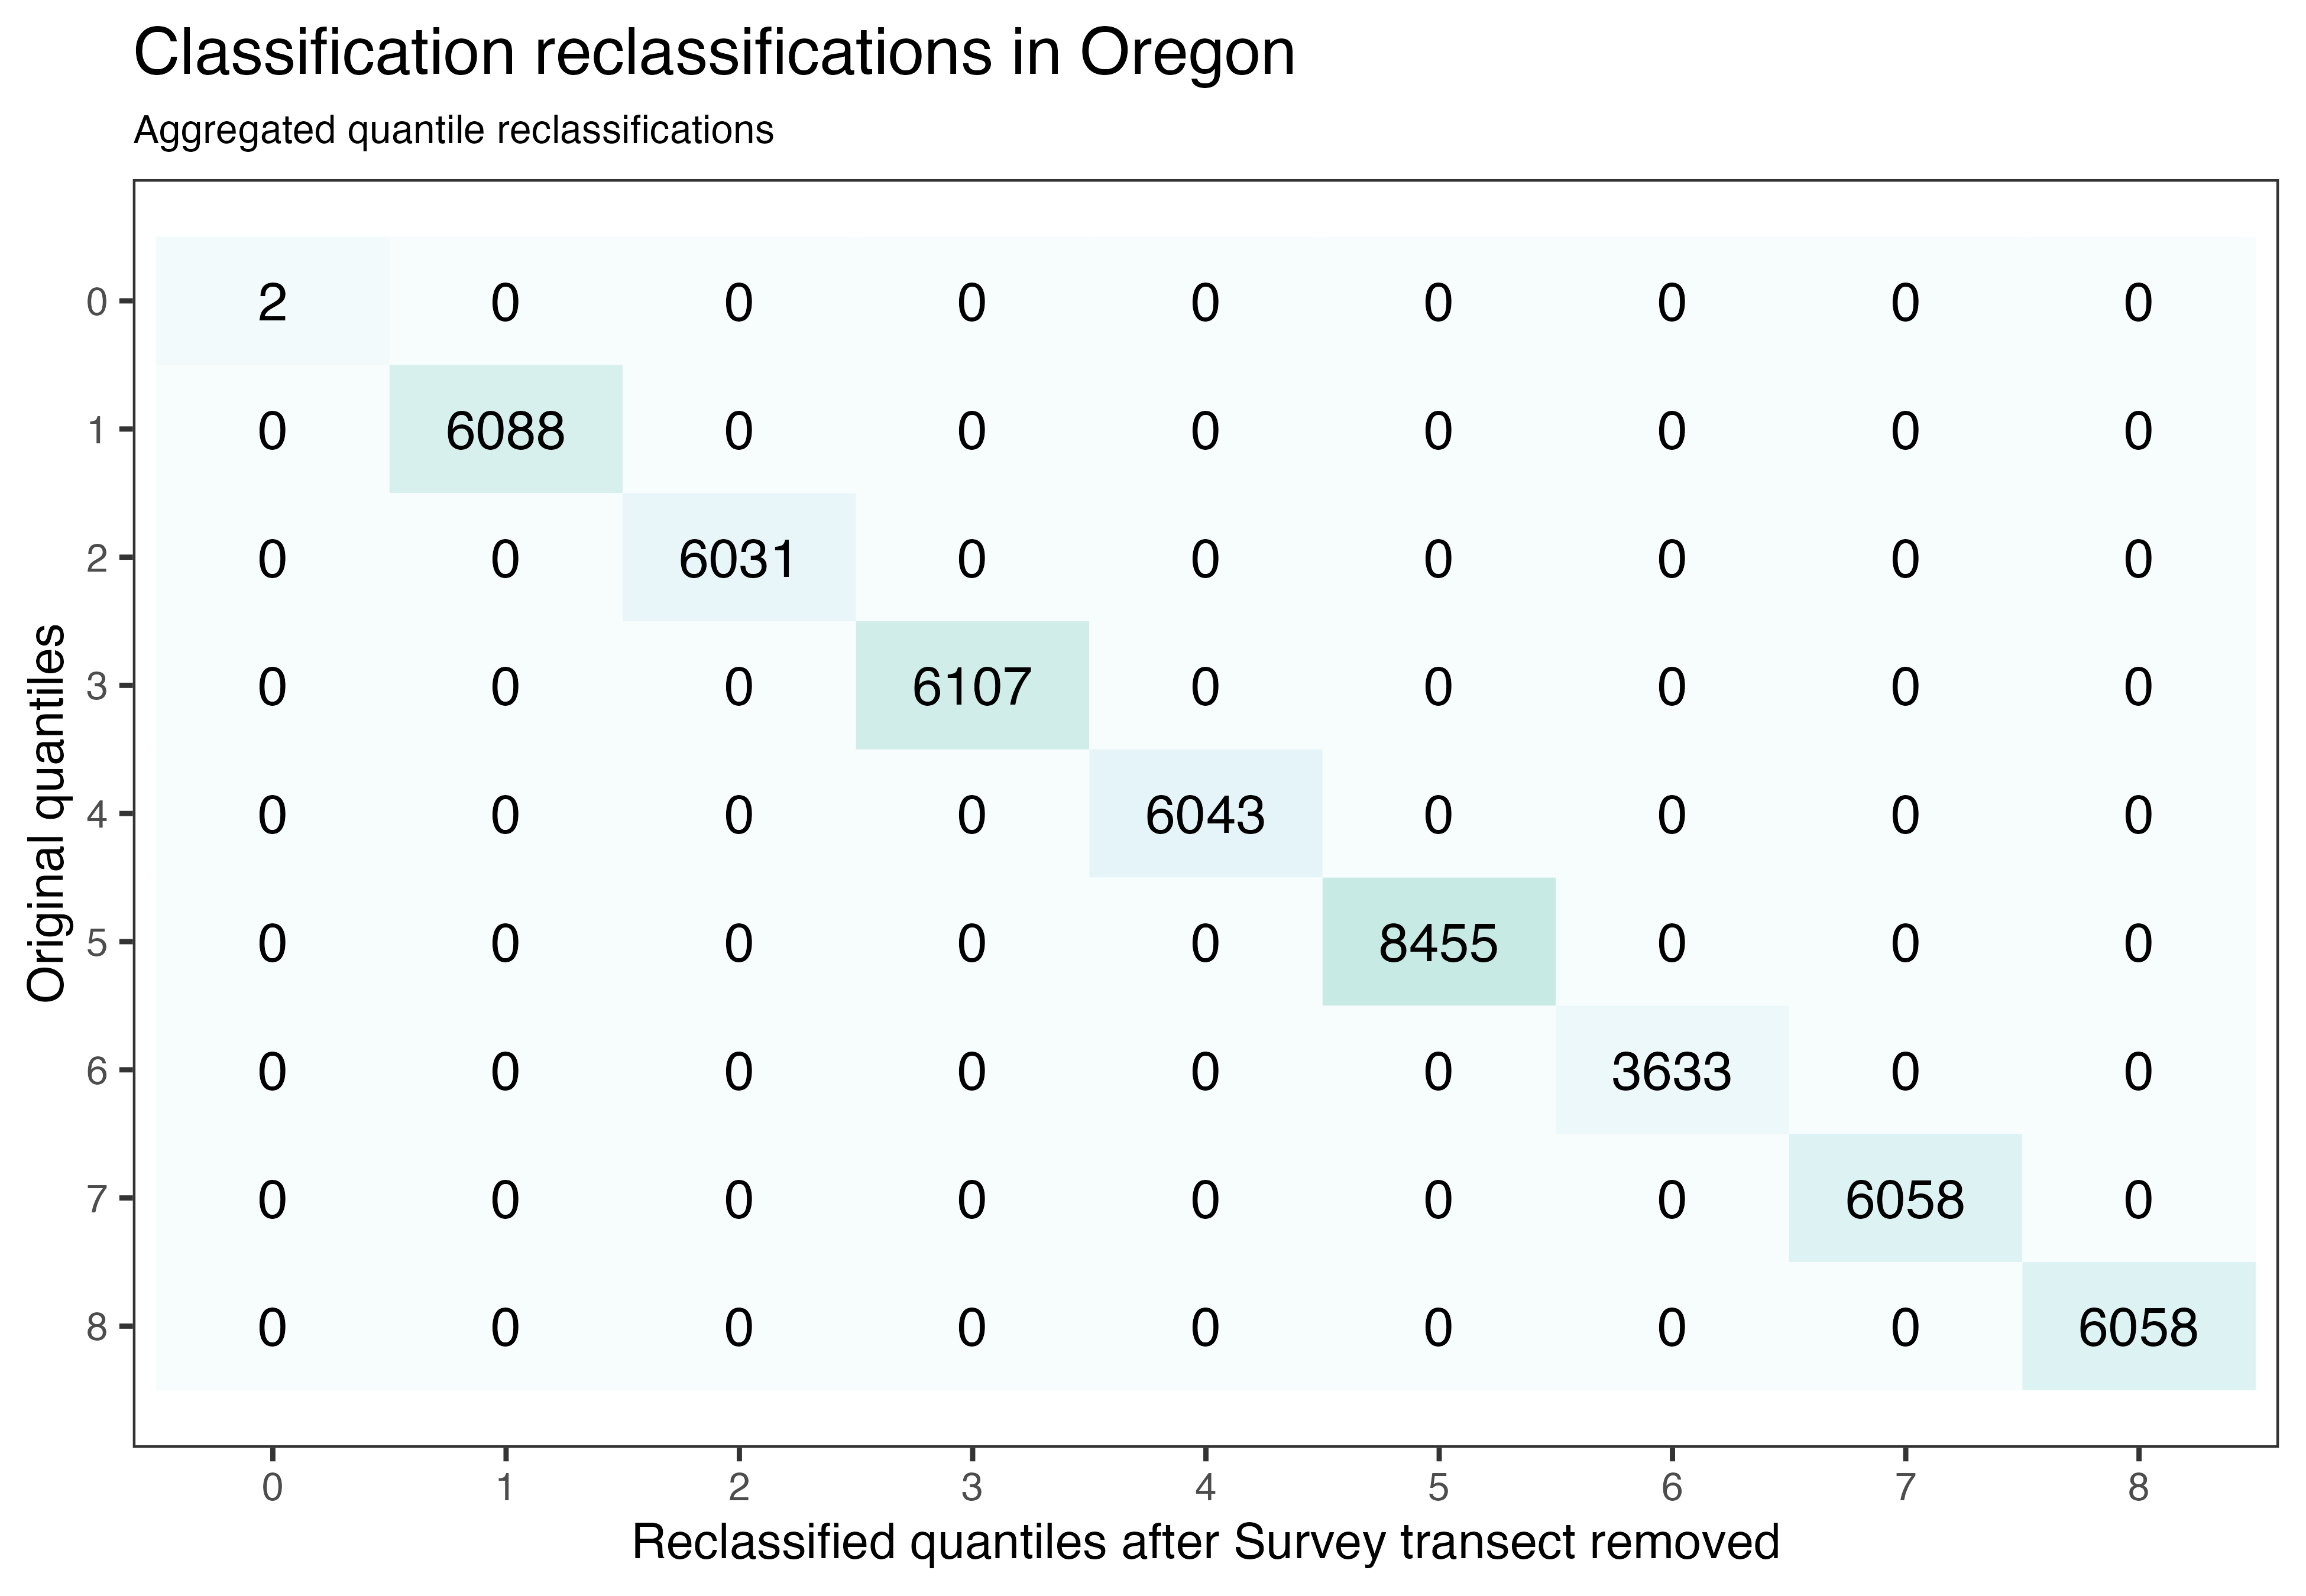 Classification reclassifications in Oregon
Aggregated quantile reclassifications
Original quantiles
0 2 0 0 0 0 0 0 0 0
1 0 6088 0 0 0 0 0 0 0
2 0 0 6031 0 0 0 0 0 0
3 0 0 0 6107 0 0 0 0 0
4 0 0 0 0 6043 0 0 0 0
5 0 0 0 0 0 8455 0 0 0
6 0 0 0 0 0 0 3633 0 0
7 0 0 0 0 0 0 0 6058 0
8 0 0 0 0 0 0 0 0 6058
0 1 2 3 4 5 6 7 8
Reclassified quantiles after Survey transect removed